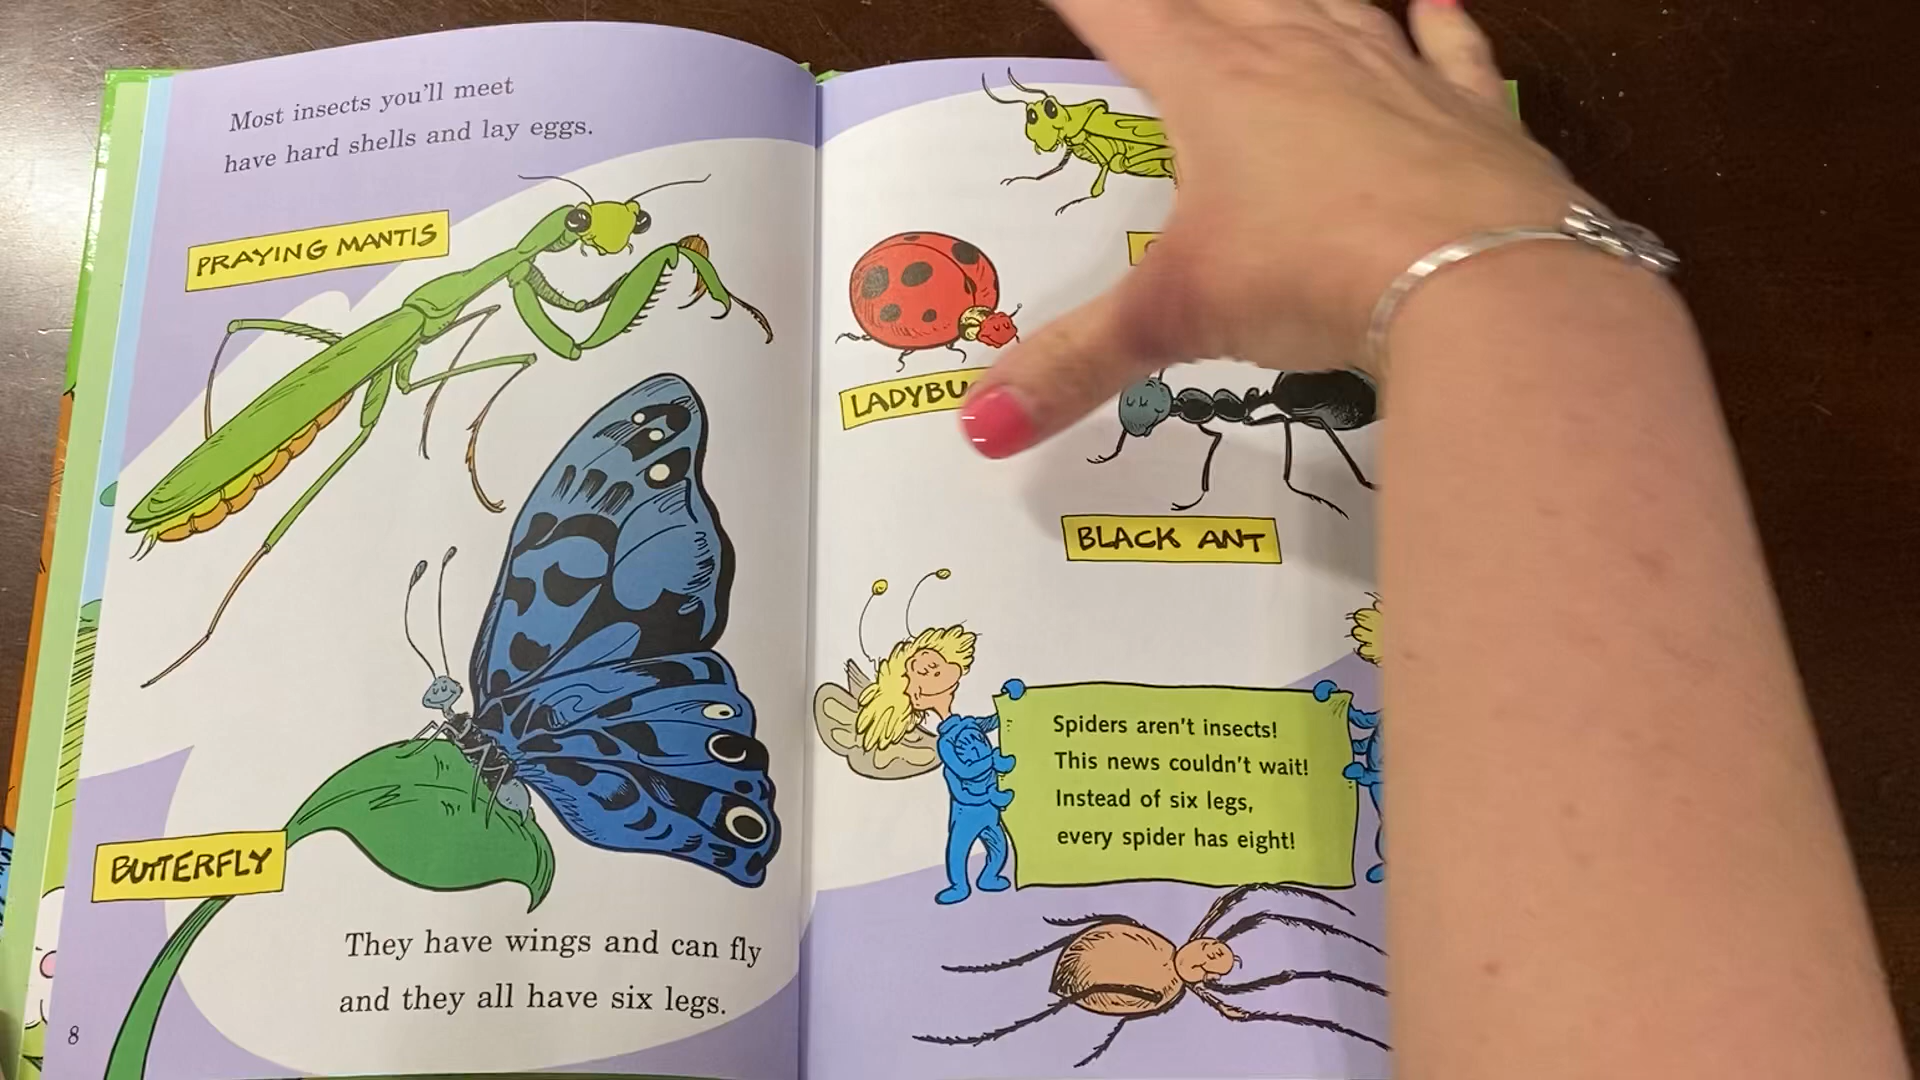 Most insects you'll meet
have hard shells and lay eggs.
PRAYING MANTIS
BUTTERFLY
They have wings and can fly
and they all have six legs.
8
BLACK ANT
Spiders aren't insects!
This news couldn't wait!
Instead of six legs,
every spider has eight!